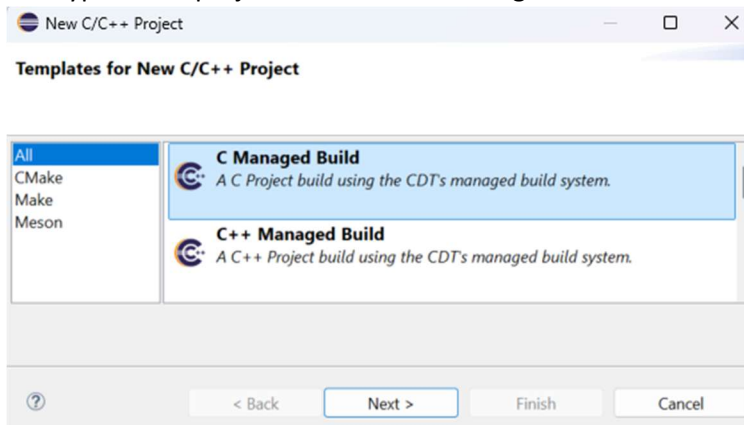 New C/C++ Project
Templates for New C/C++ Project
All
CMake
Make
Meson
C Managed Build
A C Project build using the CDT's managed build system.
C++ Managed Build
A C++ Project build using the CDT's managed build system.
< Back
Next >
Finish
Cancel